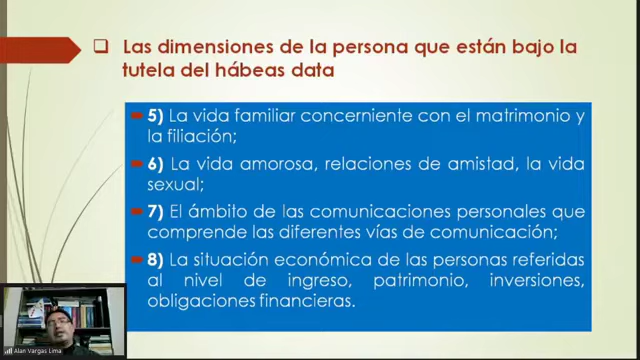 ❑ Las dimensiones de la persona que están bajo la
tutela del hábeas data
5) La vida familiar concerniente con el matrimonio y
la filiación;
6) La vida amorosa, relaciones de amistad, la vida
sexual;
7) El ámbito de las comunicaciones personales que
comprende las diferentes vías de comunicación;
8) La situación económica de las personas referidas
al nivel de ingreso, patrimonio, inversiones,
obligaciones financieras.
Alan Vargas Lima